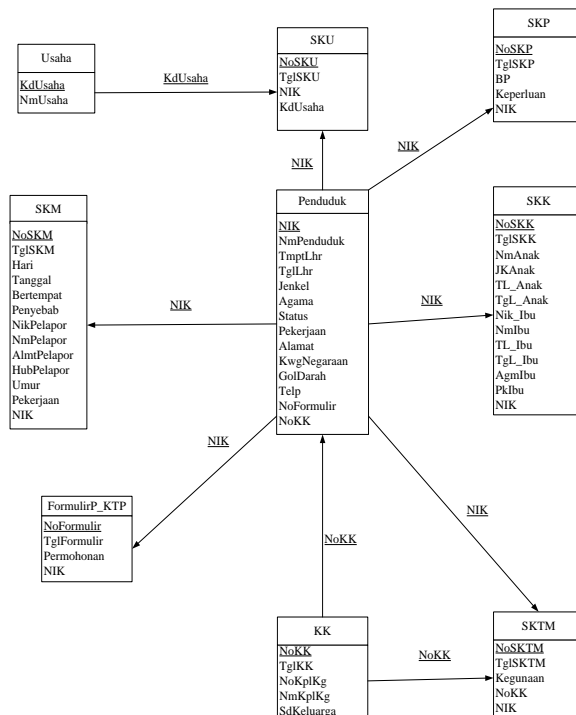 Usaha
KdUsaha
NmUsaha
KdUsaha
SKU
NoSKU
TglSKU
NIK
KdUsaha
SKP
NoSKP
TglSKP
BP
Keperluan
NIK
NIK
NIK
SKM
NoSKM
TglSKM
Hari
Tanggal
Bertempat
Penyebab
NikPelapor
NmPelapor
AlmtPelapor
HubPelapor
Umur
Pekerjaan
NIK
NIK
Penduduk
NIK
NmPenduduk
TmptLhr
TglLhr
Jenkel
Agama
Status
Pekerjaan
Alamat
KwgNegaraan
GolDarah
Telp
NoFormulir
NoKK
NIK
SKK
NoSKK
TglSKK
NmAnak
JKAnak
TL_Anak
TgL_Anak
Nik_Ibu
NmIbu
TL_Ibu
TgL_Ibu
AgmIbu
PkIbu
NIK
NIK
FormulirP_KTP
NoFormulir
TglFormulir
Permohonan
NIK
NoKK
NIK
KK
NoKK
TglKK
NoKplKg
NmKplKg
SdKeluarga
NoKK
SKTM
NoSKTM
TglSKTM
Kegunaan
NoKK
NIK